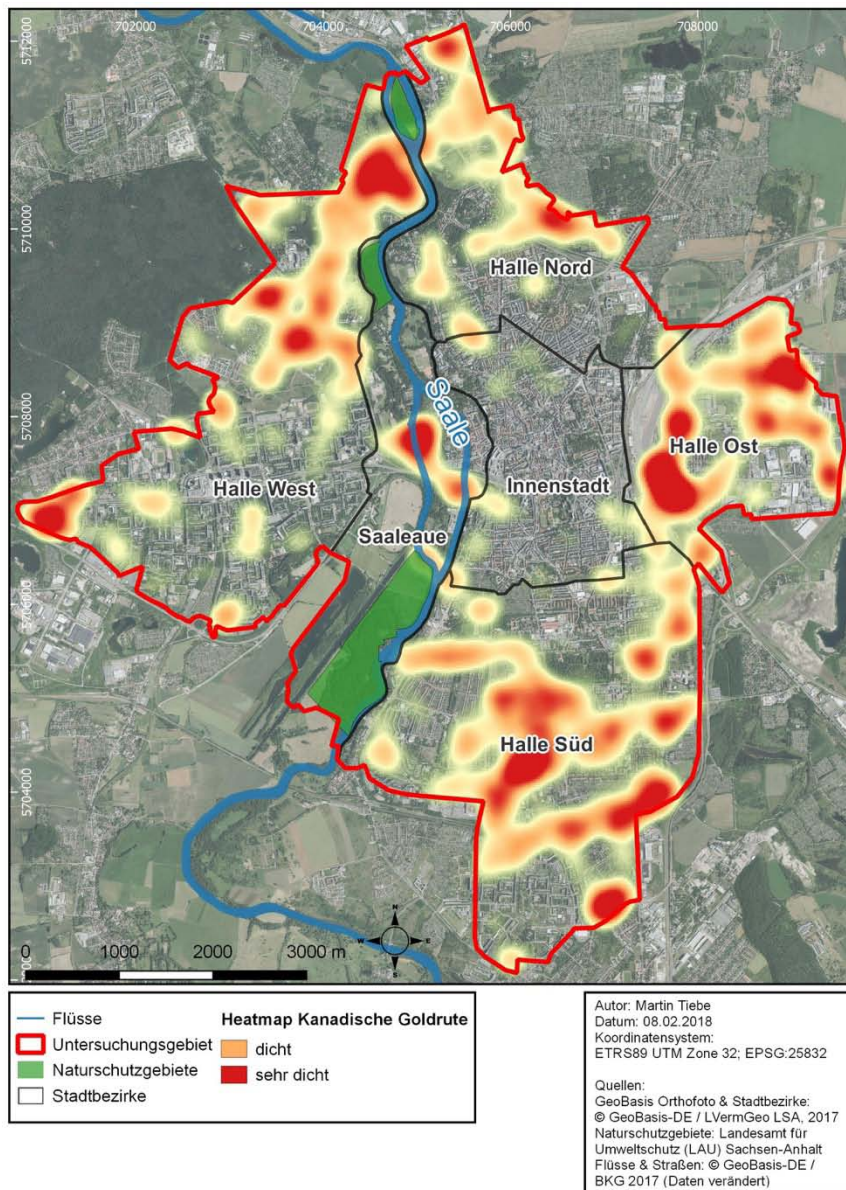 702000
704000
706000
708000
5712000
5710000
5708000
5706000
5704000
Halle Nord
Saale
Halle Ost
Halle West
Innenstadt
Saaleaue
Halle Süd
N
W
E
S
0
1000
2000
3000 m
Flüsse
Untersuchungsgebiet
Naturschutzgebiete
Stadtbezirke
Heatmap Kanadische Goldrute
dicht
sehr dicht
Autor: Martin Tiebe
Datum: 08.02.2018
Koordinatensystem:
ETRS89 UTM Zone 32; EPSG:25832
Quellen:
GeoBasis Orthofoto & Stadtbezirke:
© GeoBasis-DE / LVermGeo LSA, 2017
Naturschutzgebiete: Landesamt für
Umweltschutz (LAU) Sachsen-Anhalt
Flüsse & Straßen: © GeoBasis-DE /
BKG 2017 (Daten verändert)